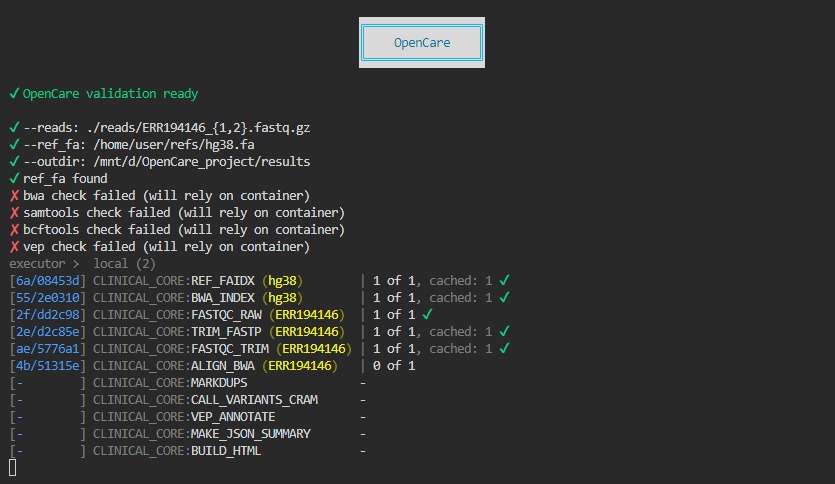 OpenCare
✔ OpenCare validation ready
✔ --reads: ./reads/ERR194146_{1,2}.fastq.gz
✔ --ref_fa: /home/user/refs/hg38.fa
✔ --outdir: /mnt/d/OpenCare_project/results
✔ ref_fa found
✗ bwa check failed (will rely on container)
✗ samtools check failed (will rely on container)
✗ bcftools check failed (will rely on container)
✗ vep check failed (will rely on container)
executor >  local (2)
[6a/08453d] CLINICAL_CORE:REF_FAIDX (hg38)         | 1 of 1, cached: 1 ✔
[55/2e0310] CLINICAL_CORE:BWA_INDEX (hg38)         | 1 of 1, cached: 1 ✔
[2f/dd2c98] CLINICAL_CORE:FASTQC_RAW (ERR194146)   | 1 of 1 ✔
[2e/d2c85e] CLINICAL_CORE:TRIM_FASTP (ERR194146)   | 1 of 1, cached: 1 ✔
[ae/5776a1] CLINICAL_CORE:FASTQC_TRIM (ERR194146)  | 1 of 1, cached: 1 ✔
[4b/51315e] CLINICAL_CORE:ALIGN_BWA (ERR194146)    | 0 of 1
[-        ] CLINICAL_CORE:MARKDUPS                 -
[-        ] CLINICAL_CORE:CALL_VARIANTS_CRAM       -
[-        ] CLINICAL_CORE:VEP_ANNOTATE             -
[-        ] CLINICAL_CORE:MAKE_JSON_SUMMARY        -
[-        ] CLINICAL_CORE:BUILD_HTML               -